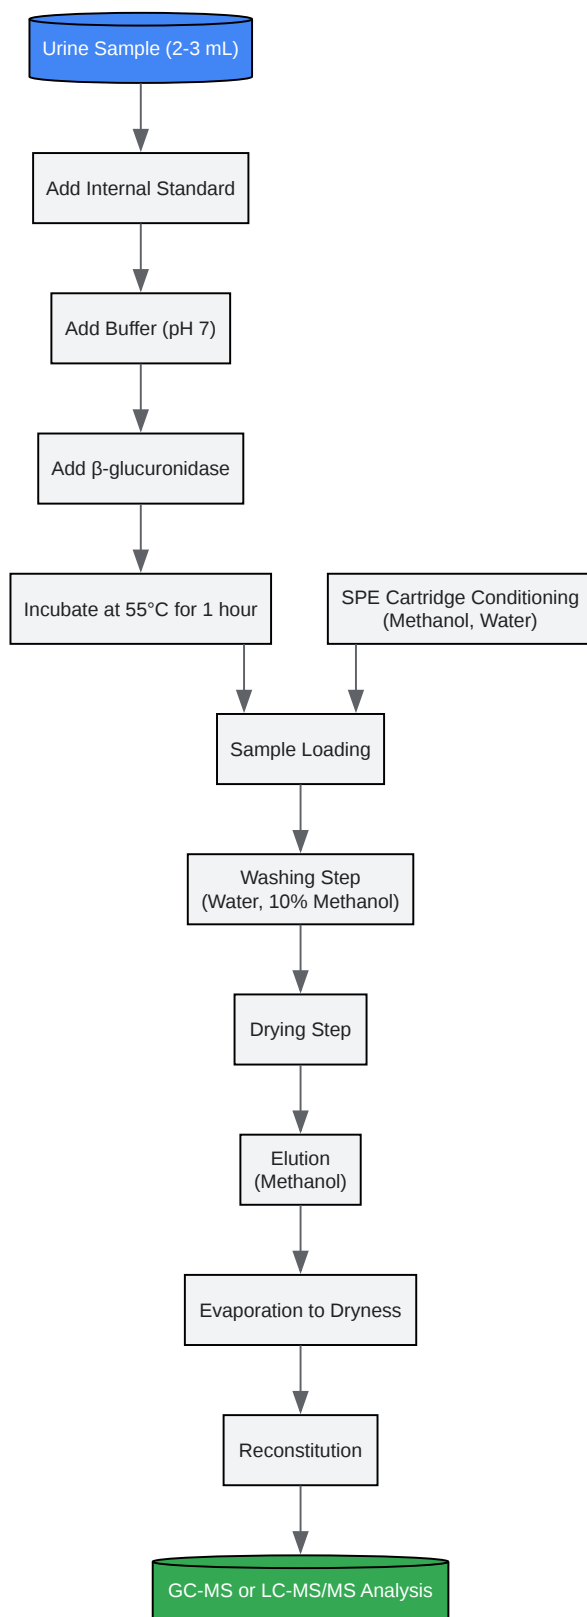 Urine Sample (2-3 mL)
Add Internal Standard
Add Buffer (pH 7)
Add β-glucuronidase
Incubate at 55°C for 1 hour
SPE Cartridge Conditioning
(Methanol, Water)
Sample Loading
Washing Step
(Water, 10% Methanol)
Drying Step
Elution
(Methanol)
Evaporation to Dryness
Reconstitution
GC-MS or LC-MS/MS Analysis